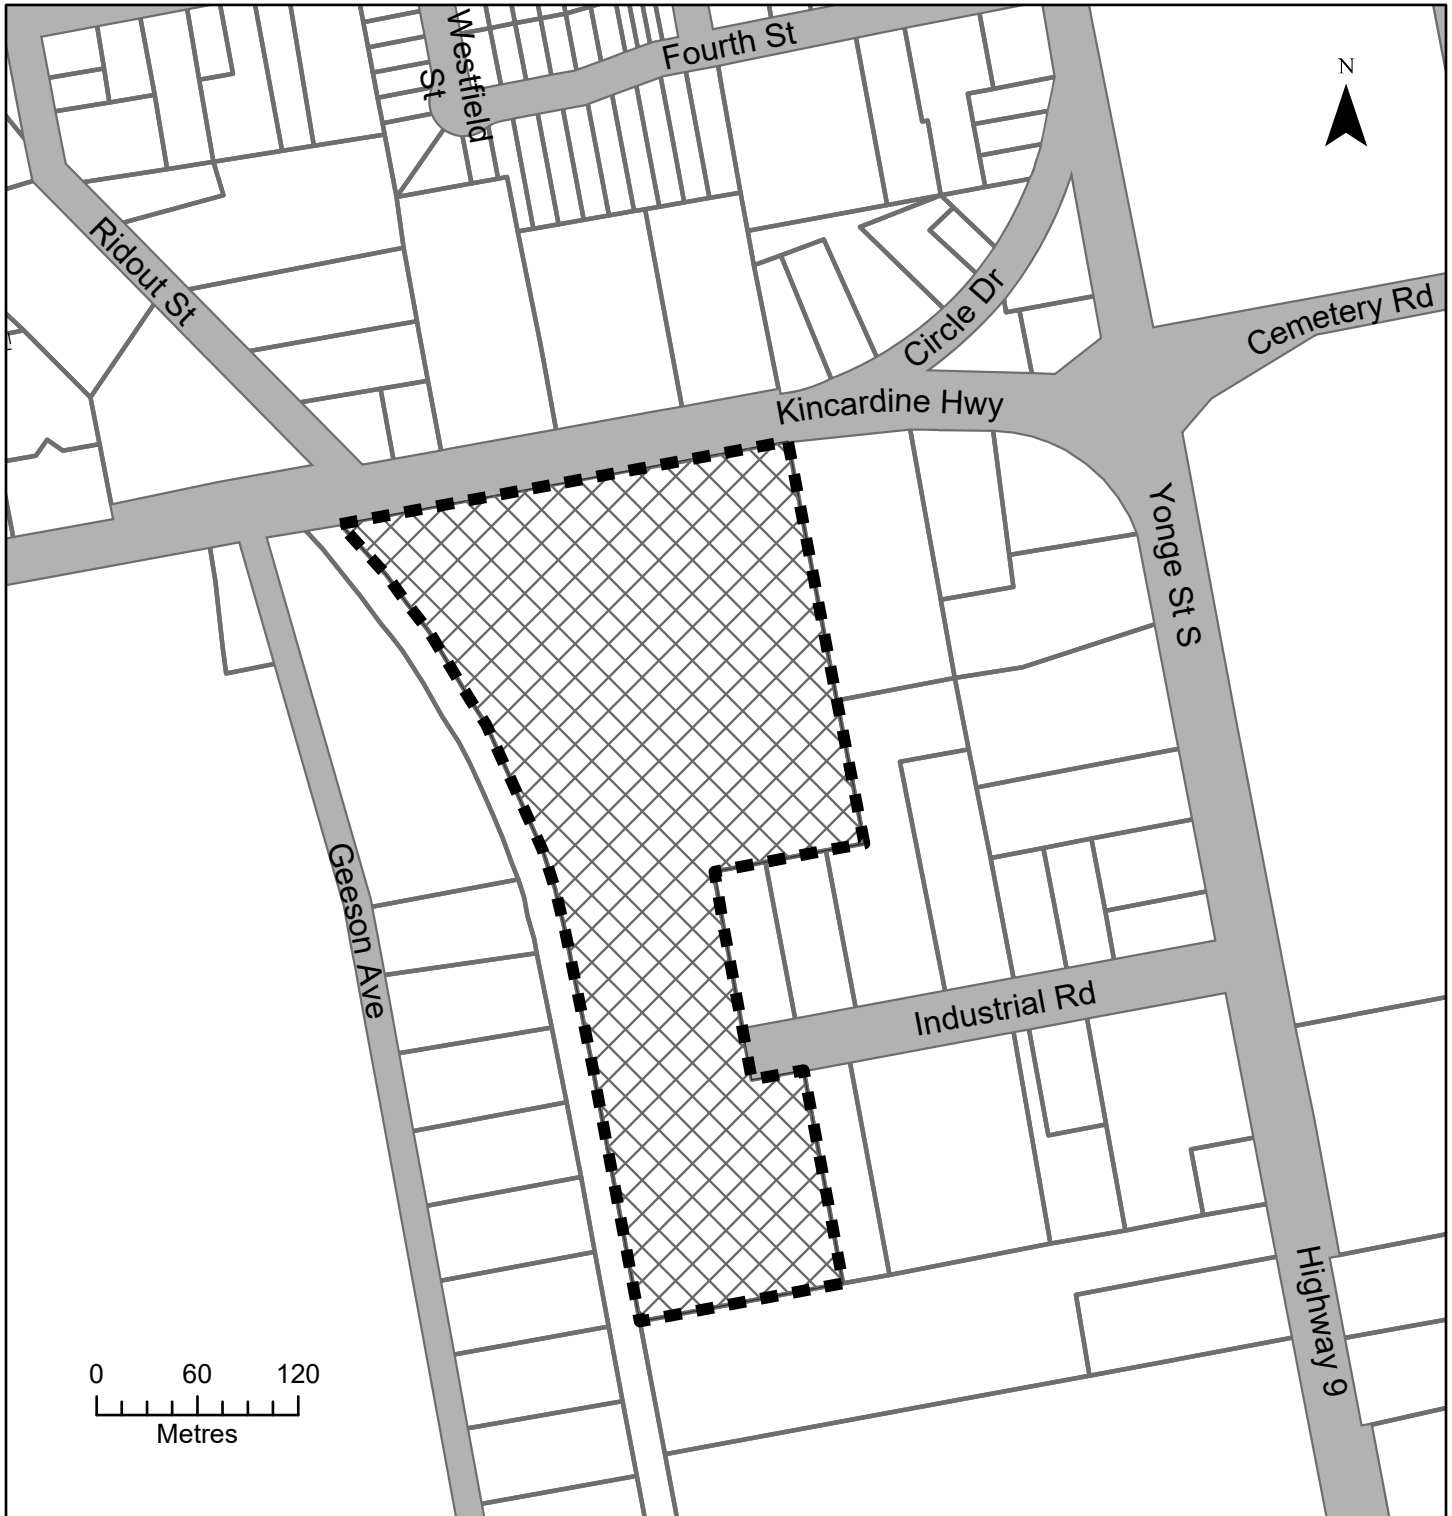 Westfield
St
Fourth St
N
Ridout St
Circle Dr
Cemetery Rd
Kincardine Hwy
Yonge St S
Geeson Ave
Industrial Rd
Highway 9
0 60 120
Metres